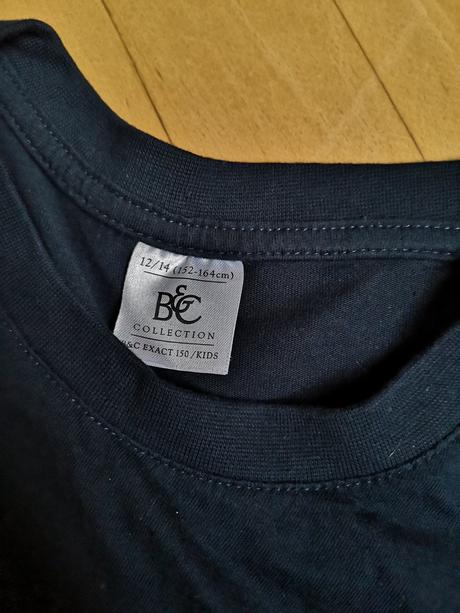 12/14 (152-164cm)
B&C
COLLECTION
B&C EXACT 150/KIDS